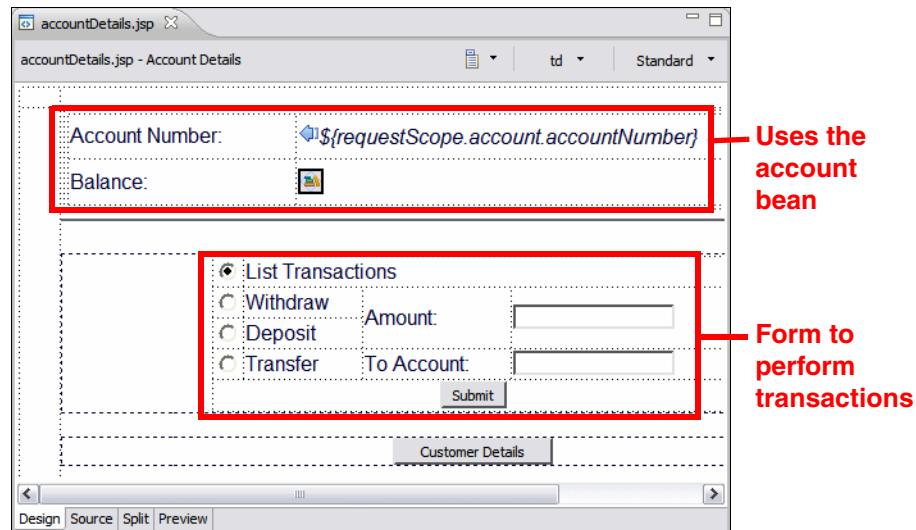 accountDetails.jsp
accountDetails.jsp - Account Details
td
Standard
Account Number:
${requestScope.account.accountNumber}
Balance:
Uses the
account
bean
List Transactions
Withdraw
Amount:
Deposit
Transfer
To Account:
Submit
Form to
perform
transactions
Customer Details
Design
Source
Split
Preview